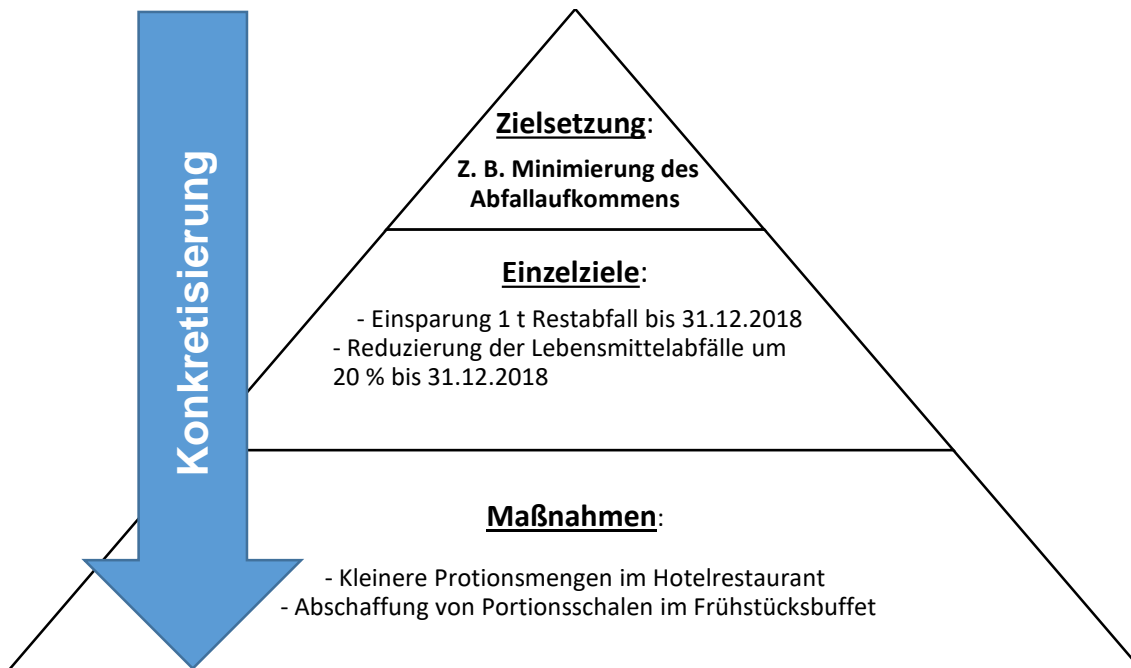 Konkretisierung
Zielsetzung:
Z. B. Minimierung des
Abfallaufkommens
Einzelziele:
- Einsparung 1 t Restabfall bis 31.12.2018
- Reduzierung der Lebensmittelabfälle um
20 % bis 31.12.2018
Maßnahmen:
- Kleinere Protionsmengen im Hotelrestaurant
- Abschaffung von Portionsschalen im Frühstücksbuffet